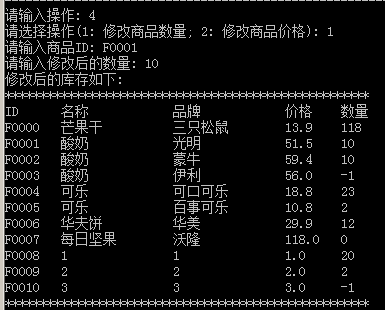 请输入操作: 4
请选择操作(1: 修改商品数量; 2: 修改商品价格): 1
请输入商品ID: F0001
请输入修改后的数量: 10
修改后的库存如下:
**********************************************
ID 名称 品牌 价格 数量
F0000 芒果干 三只松鼠 13.9 118
F0001 酸奶 光明 51.5 10
F0002 酸奶 蒙牛 59.4 10
F0003 酸奶 伊利 56.0 -1
F0004 可乐 可口可乐 18.8 23
F0005 可乐 百事可乐 10.8 2
F0006 华夫饼 华美 29.9 12
F0007 每日坚果 沃隆 118.0 0
F0008 1 1 1.0 20
F0009 2 2 2.0 2
F0010 3 3 3.0 -1
**********************************************